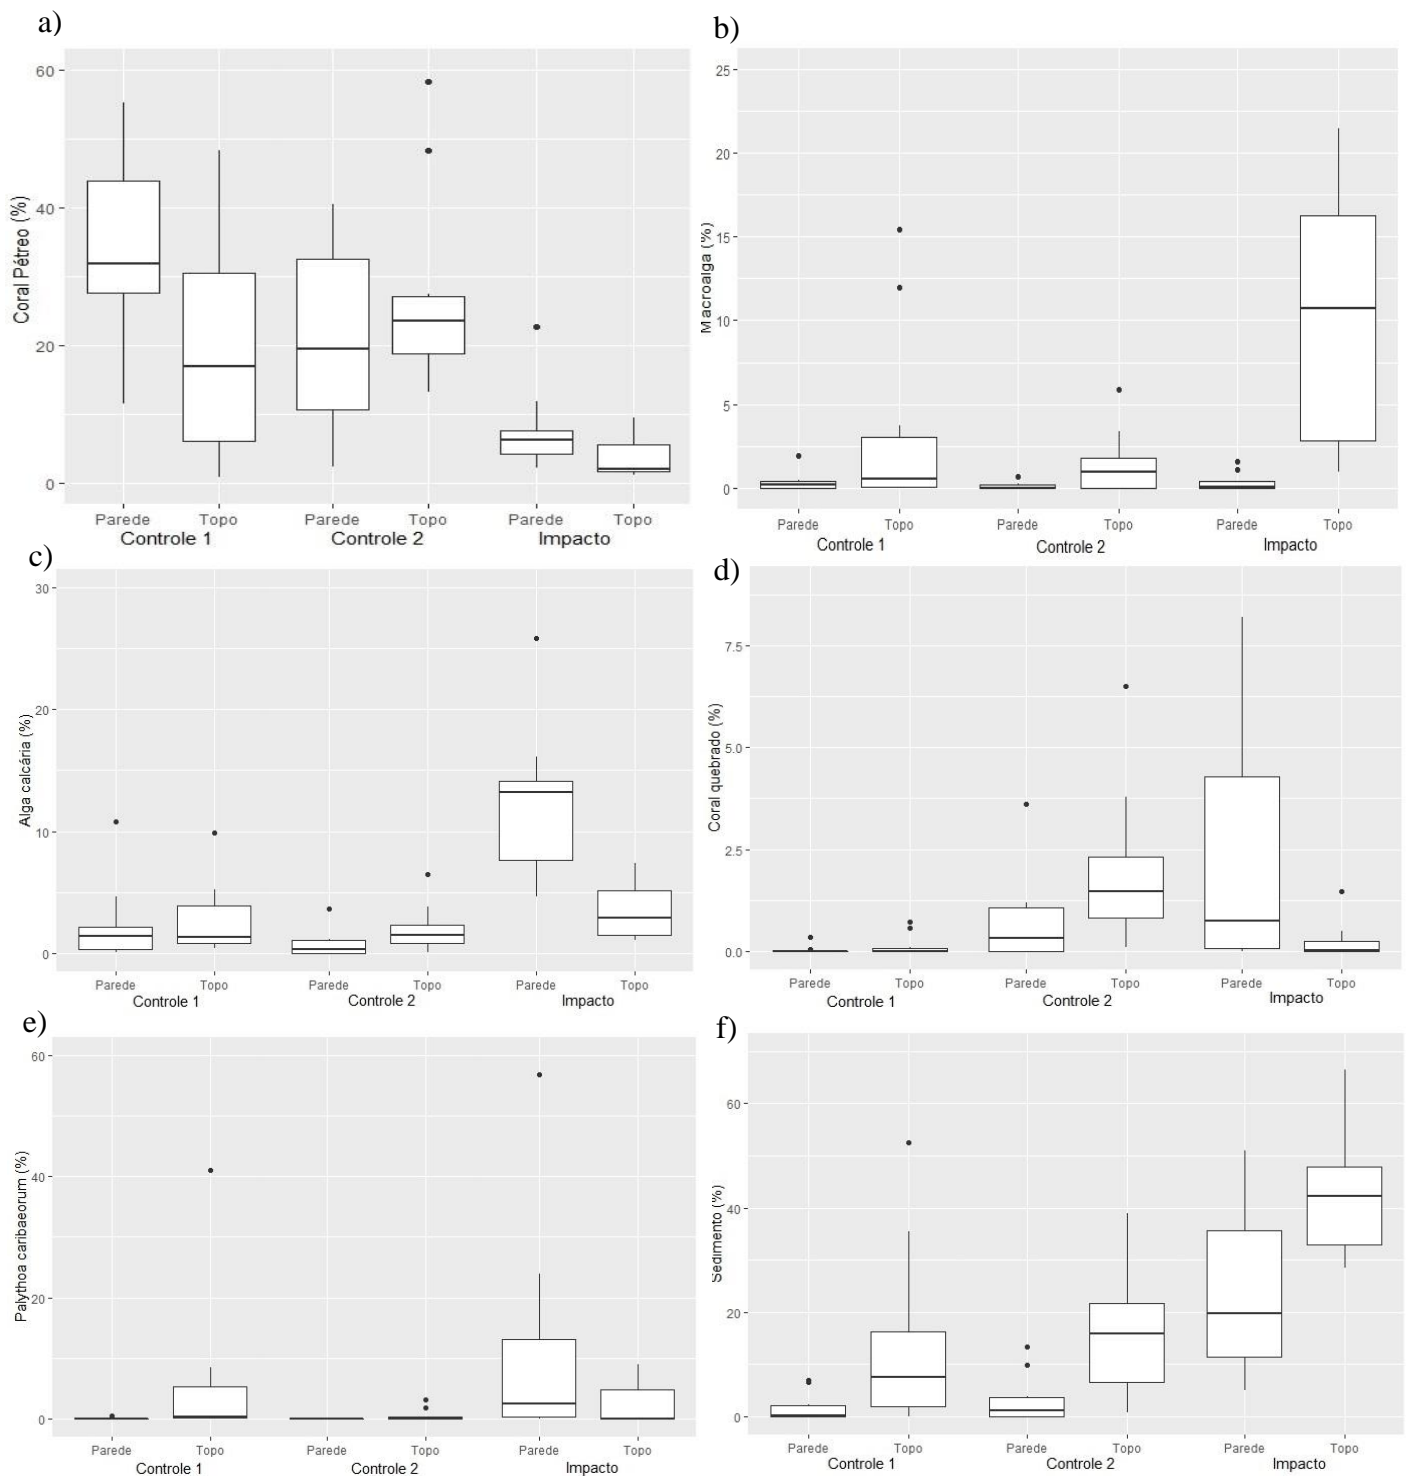 a)
60
40
20
0
Coral Pétreo (%)
Parede Topo Parede Topo Parede Topo
Controle 1 Controle 2 Impacto
b)
25
20
15
10
5
0
Macroalga (%)
Parede Topo Parede Topo Parede Topo
Controle 1 Controle 2 Impacto
c)
30
20
10
0
Alga calcária (%)
Parede Topo Parede Topo Parede Topo
Controle 1 Controle 2 Impacto
d)
7.5
5.0
2.5
0.0
Coral quebrado (%)
Parede Topo Parede Topo Parede Topo
Controle 1 Controle 2 Impacto
e)
60
40
20
0
Palythoa caribaeorum (%)
Parede Topo Parede Topo Parede Topo
Controle 1 Controle 2 Impacto
f)
60
40
20
0
Sedimento (%)
Parede Topo Parede Topo Parede Topo
Controle 1 Controle 2 Impacto